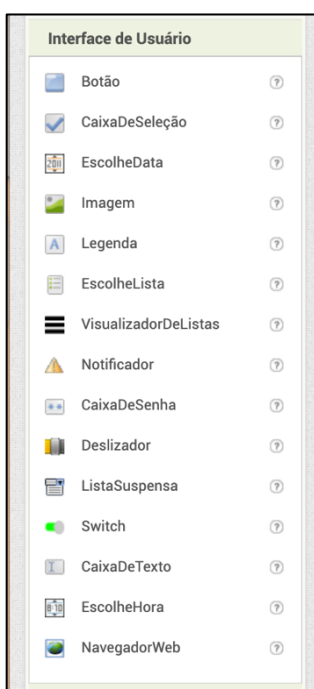 Interface de Usuário
Botão
CaixaDeSeleção
EscolheData
Imagem
Legenda
EscolheLista
VisualizadorDeListas
Notificador
CaixaDeSenha
Deslizador
ListaSuspensa
Switch
CaixaDeTexto
EscolheHora
NavegadorWeb